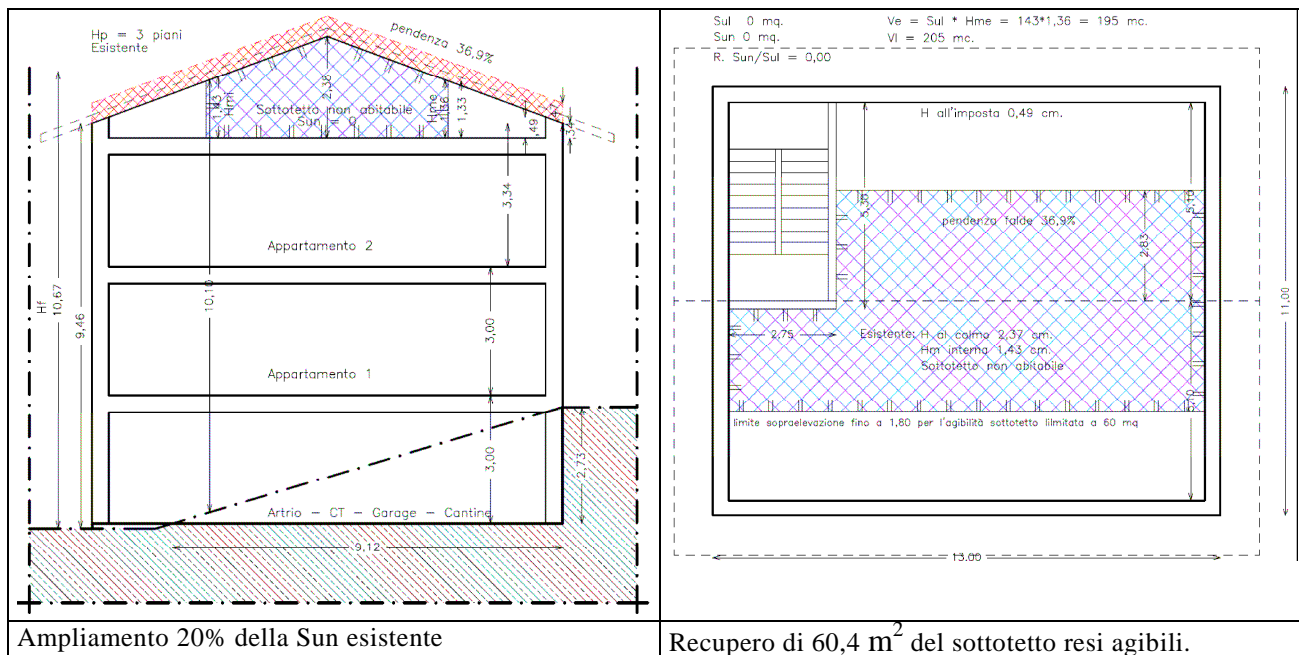 Hp = 3 piani
Esistente
pendenza 36,9%
2,38
1,43
Hmi
Sottotetto non abitabile
Sun = 0
Hme
1,36
1,33
,49
,34
3,34
Appartamento 2
Hf
10,67
9,46
10,10
3,00
Appartamento 1
3,00
2,73
Artrio - CT - Garage - Cantine
9,12
Ampliamento 20% della Sun esistente
Sul 0 mq.
Sun 0 mq.
R. Sun/Sul = 0,00
Ve = Sul * Hme = 143*1,36 = 195 mc.
Vl = 205 mc.
H all'imposta 0,49 cm.
5,30
5,10
pendenza falde 36,9%
2,83
11,00
2,75
Esistente: H al colmo 2,37 cm.
Hm interna 1,43 cm.
Sottotetto non abitabile
5,10
limite sopraelevazione fino a 1,80 per l'agibilità sottotetto lilmitata a 60 mq
13,00
Recupero di 60,4 m² del sottotetto resi agibili.